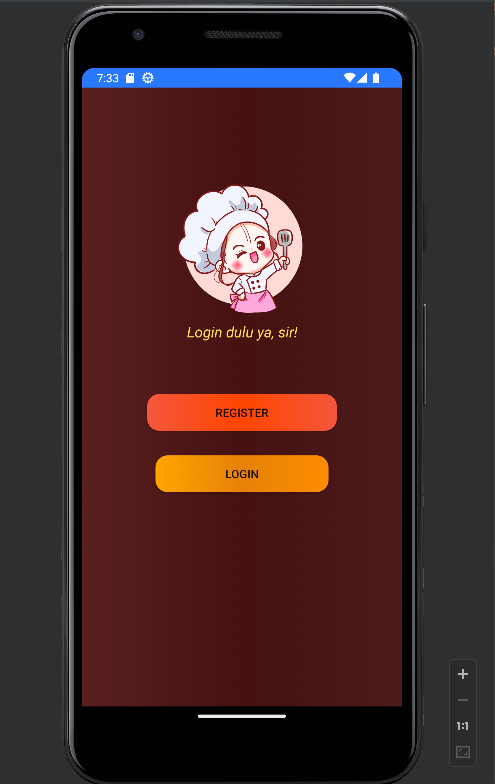 7:33
Login dulu ya, sir!
REGISTER
LOGIN
1:1